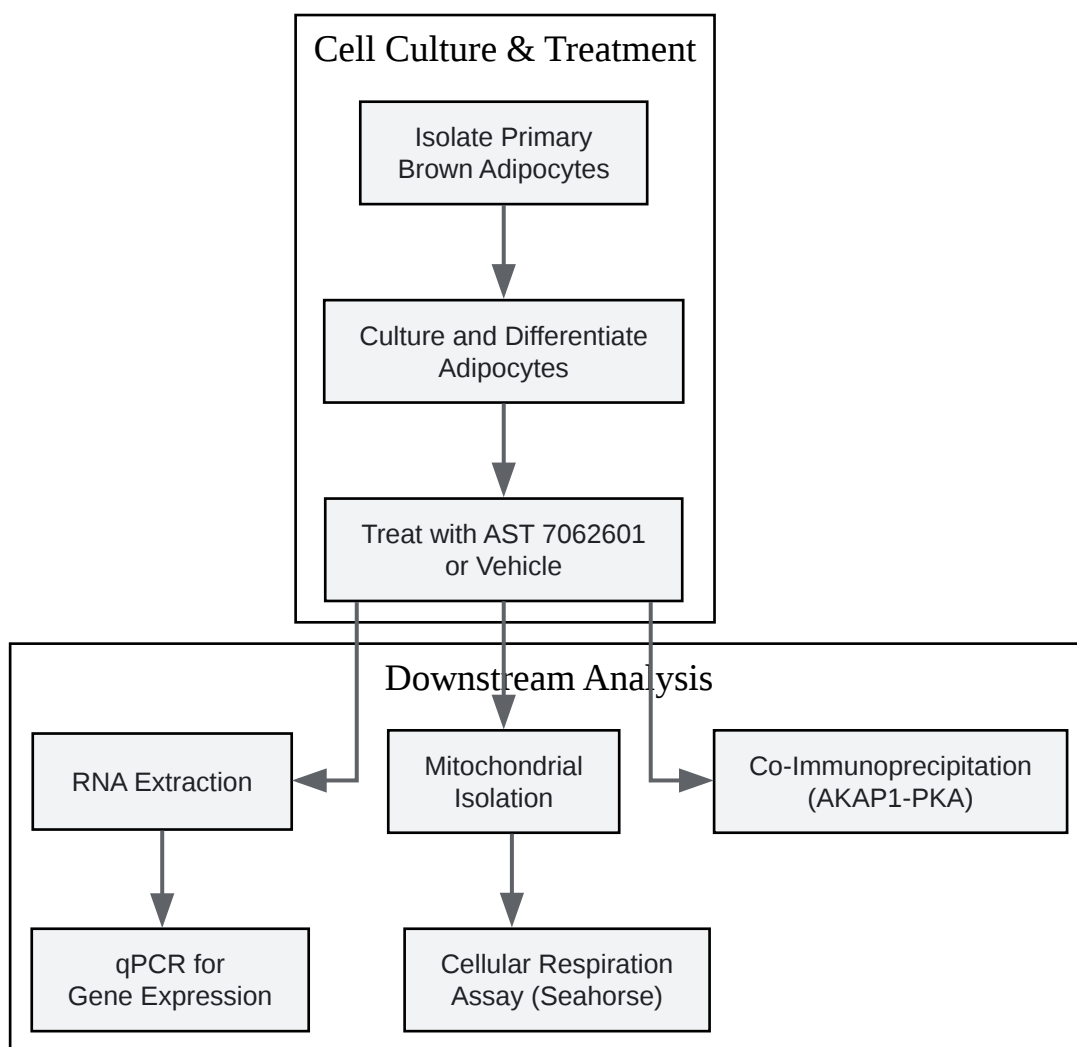 Cell Culture & Treatment
Isolate Primary
Brown Adipocytes
Culture and Differentiate
Adipocytes
Treat with AST 7062601
or Vehicle
Downstream Analysis
RNA Extraction
Mitochondrial
Isolation
Co-Immunoprecipitation
(AKAP1-PKA)
qPCR for
Gene Expression
Cellular Respiration
Assay (Seahorse)